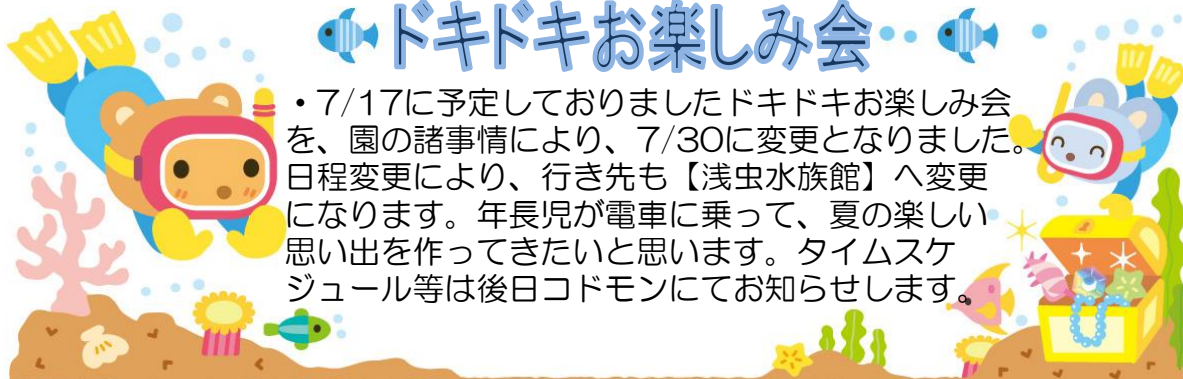 ドキドキお楽しみ会
・7/17に予定しておりましたドキドキお楽しみ会
を、園の諸事情により、7/30に変更となりました。
日程変更により、行き先も【浅虫水族館】へ変更
になります。年長児が電車に乗って、夏の楽しい
思い出を作ってきたいと思います。タイムスケ
ジュール等は後日コドモンにてお知らせします。